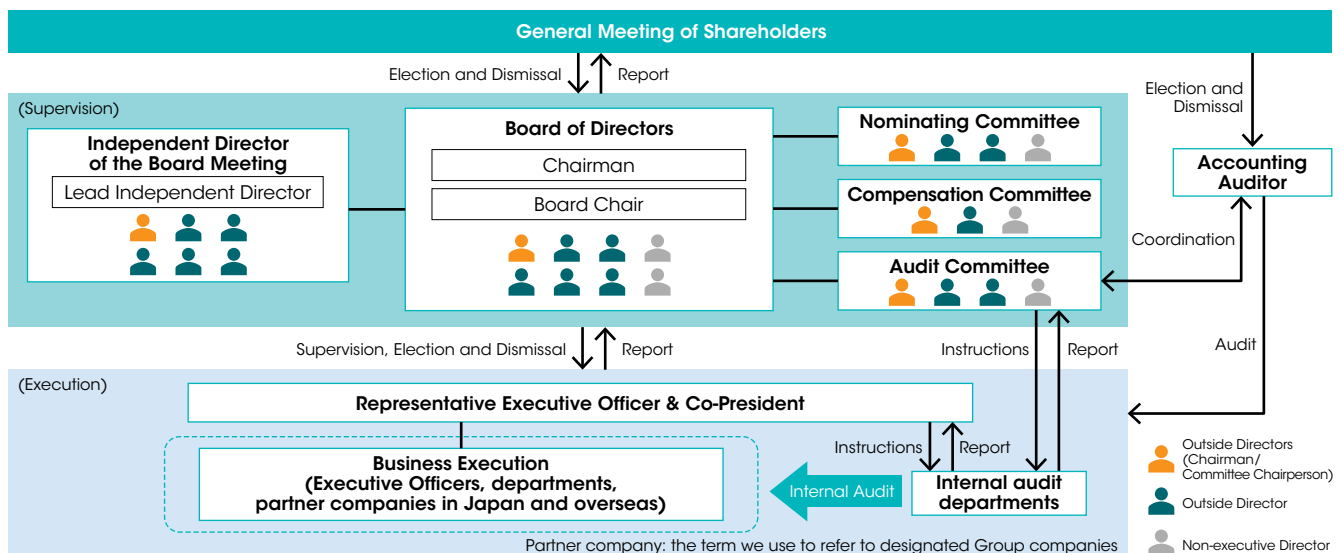 General Meeting of Shareholders
Election and Dismissal
Report
Election and
Dismissal
(Supervision)
Independent Director
of the Board Meeting
Lead Independent Director
Board of Directors
Chairman
Board Chair
Nominating Committee
Compensation Committee
Audit Committee
Accounting
Auditor
Coordination
Supervision, Election and Dismissal
Report
Instructions
Report
Audit
(Execution)
Representative Executive Officer & Co-President
Instructions
Report
Business Execution
(Executive Officers, departments,
partner companies in Japan and overseas)
Internal Audit
Internal audit
departments
Partner company: the term we use to refer to designated Group companies
Outside Directors
(Chairman/
Committee Chairperson)
Outside Director
Non-executive Director